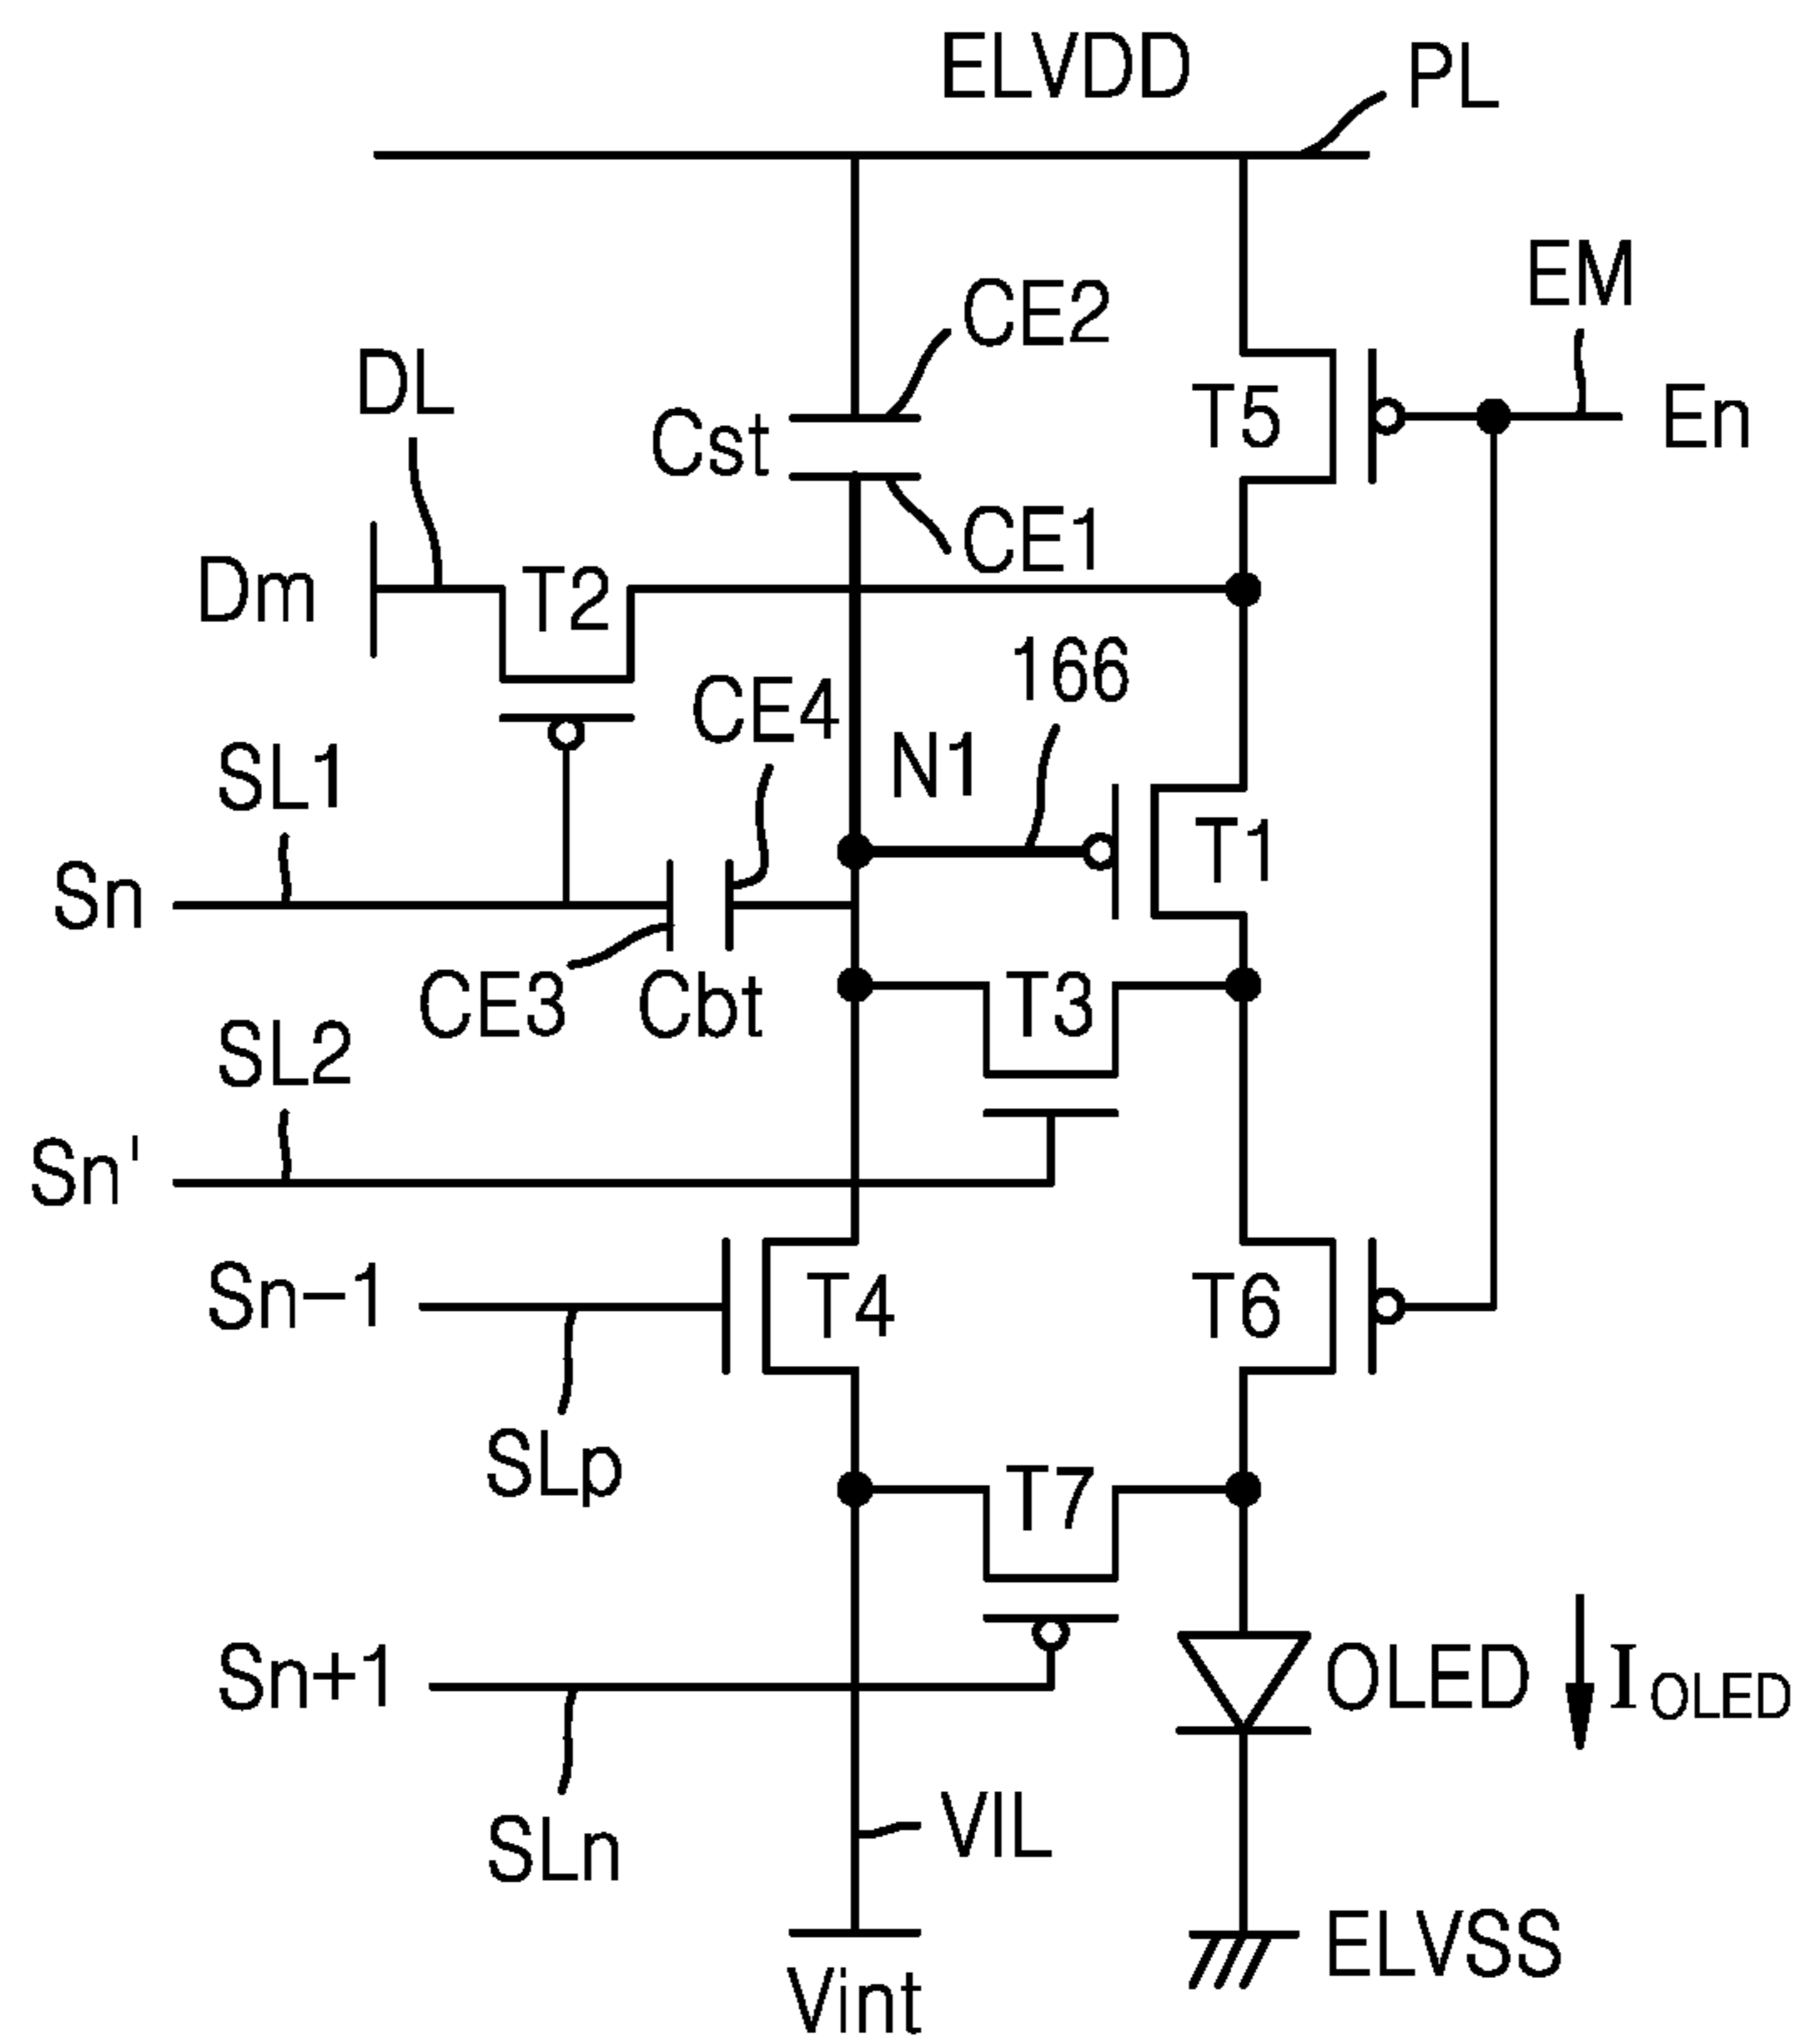 ELVDD
PL
EM
CE2
DL
T5
En
Cst
CE1
Dm
T2
166
CE4
N1
SL1
T1
Sn
CE3
Cbt
T3
SL2
Sn'
Sn-1
T4
T6
SLp
T7
Sn+1
OLED
IOLED
VIL
SLn
ELVSS
Vint